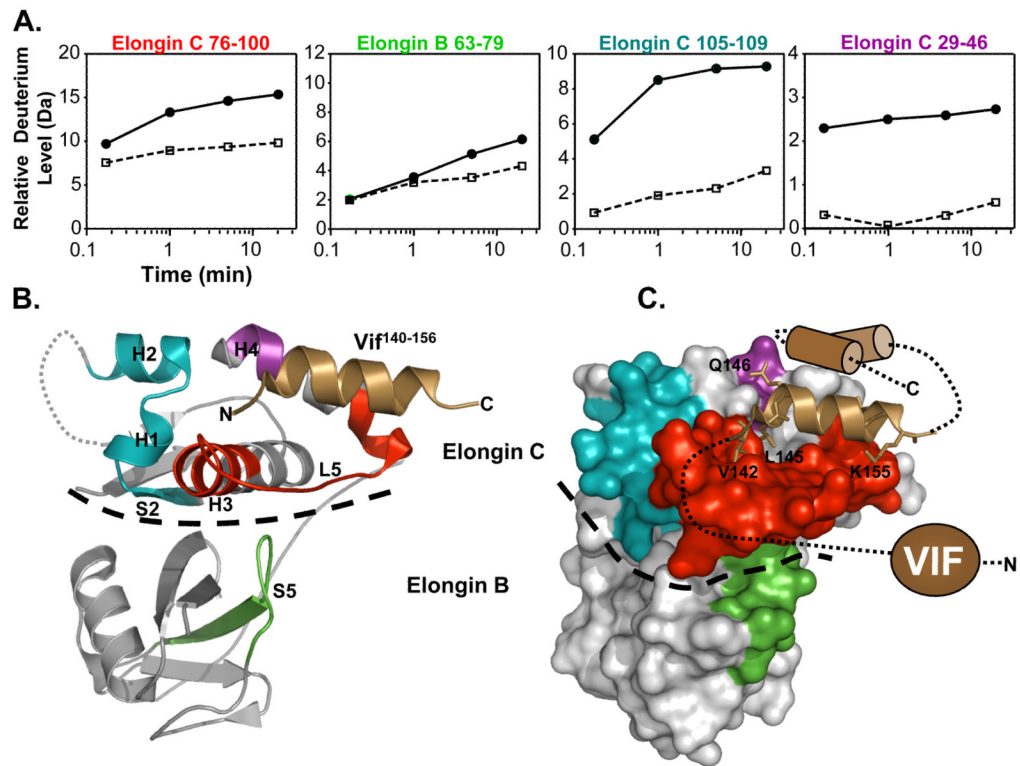 A.
Elongin C 76-100
Elongin B 63-79
Elongin C 105-109
Elongin C 29-46
Relative Deuterium
Level (Da)
20
15
10
5
0
0.1 1 10
12
10
8
6
4
2
0
0.1 1 10
10
8
6
4
2
0
0.1 1 10
4
3
2
1
0
0.1 1 10
Time (min)
B.
H2
H4
Vif140-156
N
C
H1
Elongin C
L5
S2
H3
S5
Elongin B
C.
Q146
C
L145
V142
K155
VIF
N